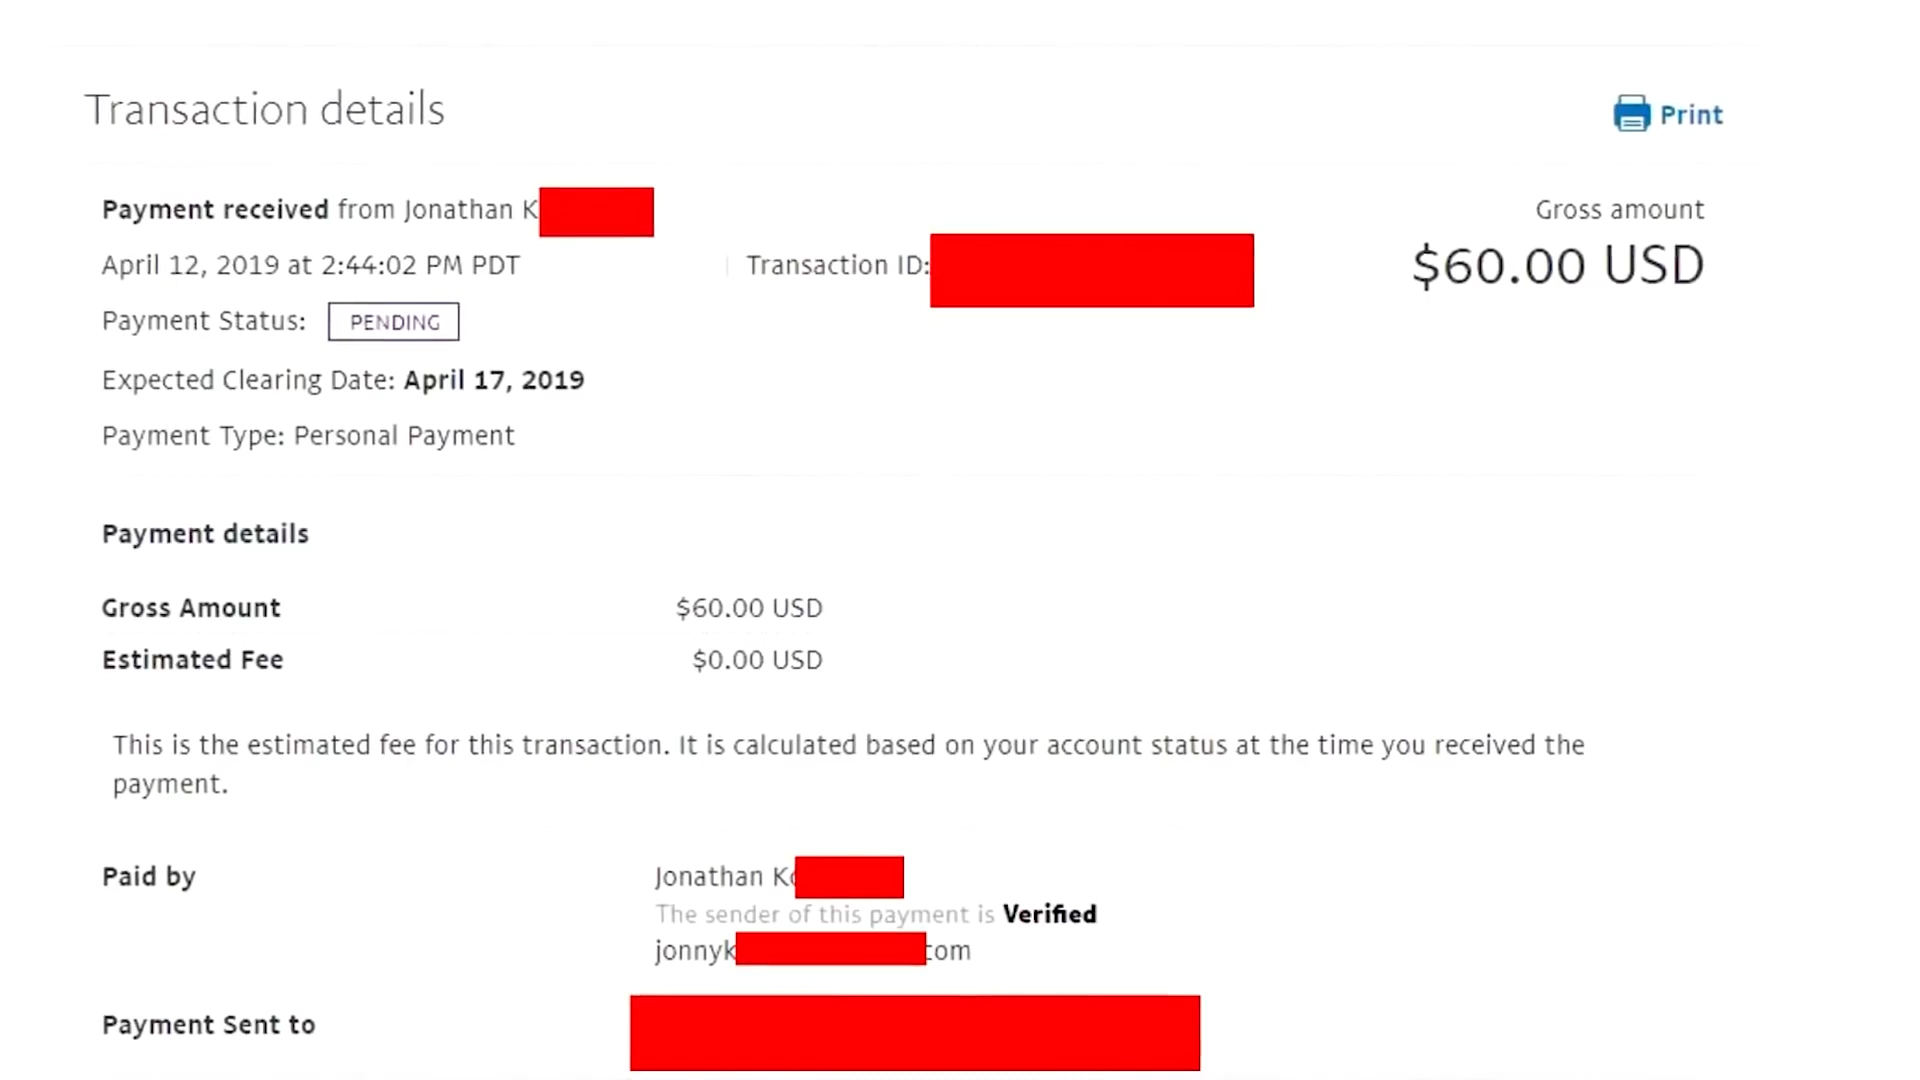 Transaction details
Print
Payment received from Jonathan K
Gross amount
April 12, 2019 at 2:44:02 PM PDT
Transaction ID:
$60.00 USD
Payment Status: PENDING
Expected Clearing Date: April 17, 2019
Payment Type: Personal Payment
Payment details
Gross Amount $60.00 USD
Estimated Fee $0.00 USD
This is the estimated fee for this transaction. It is calculated based on your account status at the time you received the
payment.
Paid by Jonathan K
The sender of this payment is Verified
jonnyk com
Payment Sent to